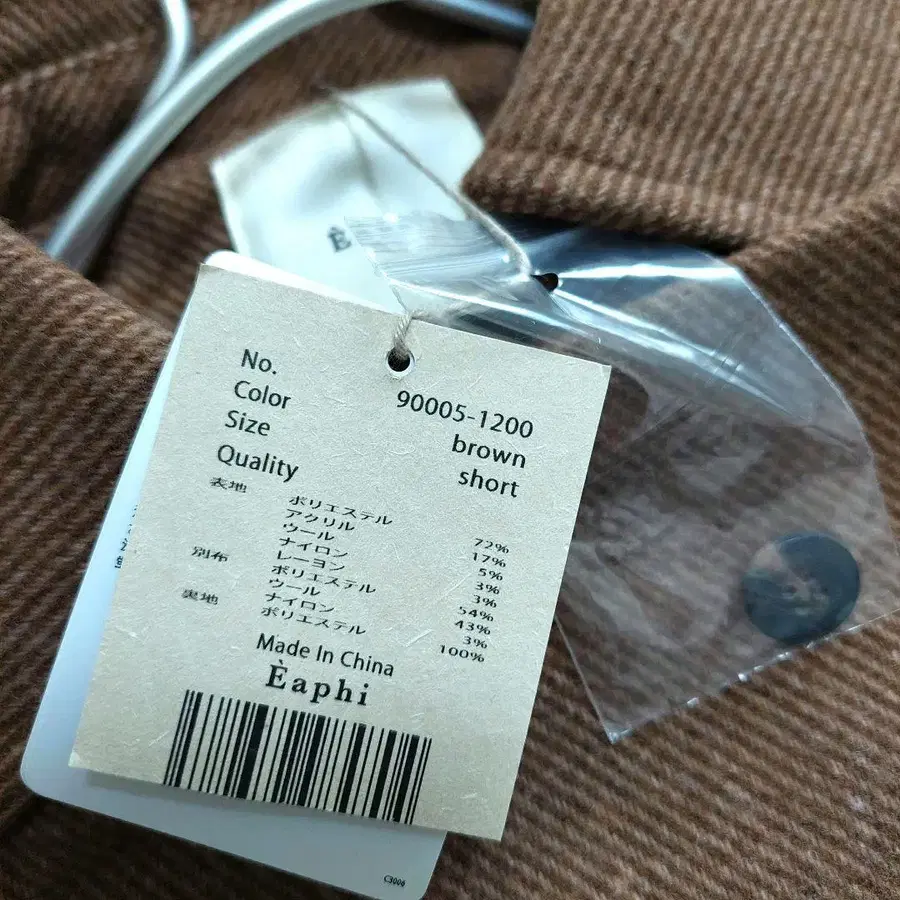 È
No. 90005-1200
Color brown
Size short
Quality
表地 ポリエステル 72%
アクリル 17%
ウール 5%
ナイロン 3%
レーヨン 3%
別布 ポリエステル 54%
ウール 43%
ナイロン 3%
裏地 ポリエステル 100%
Made In China
Èaphi
C3006